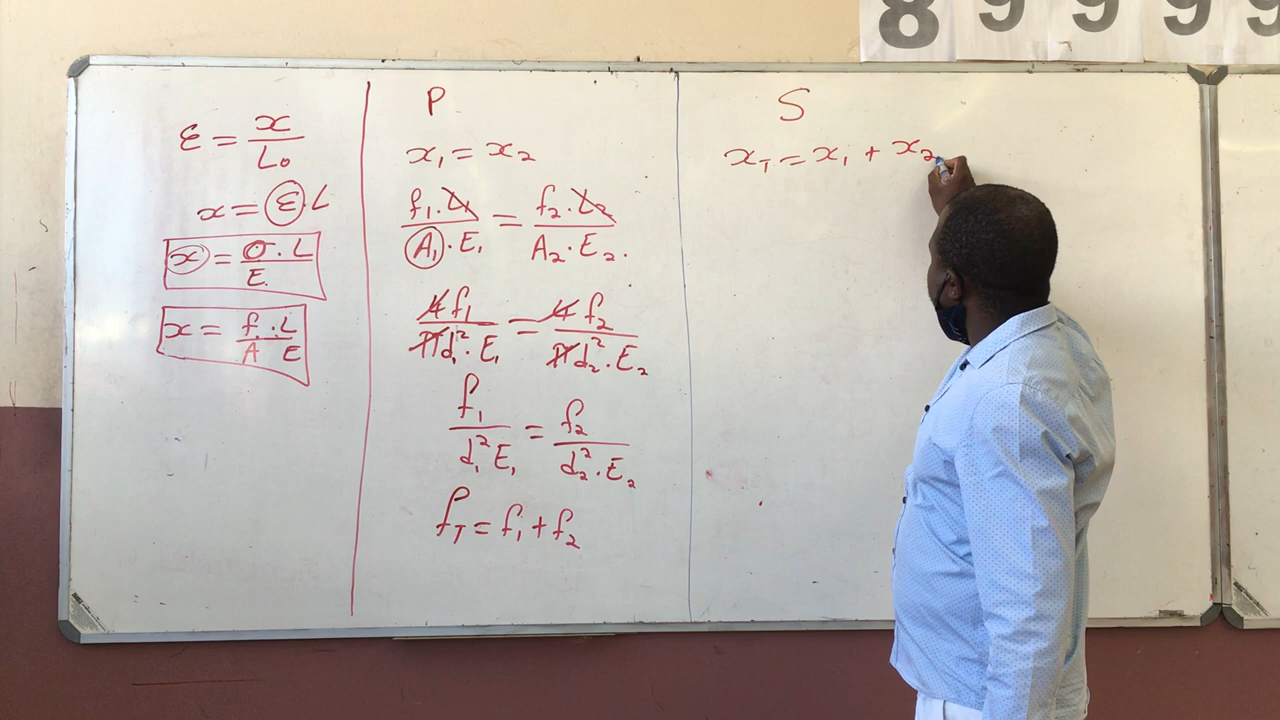 8 9 9 9 9
ε = x / L₀
x = ε . L
x = σ . L / E.
x = f . L / A E
P
x₁ = x₂
f₁ . L₁ / A₁ . E₁ = f₂ . L₂ / A₂ . E₂.
4 f₁ / π d₁² . E₁ = 4 f₂ / π d₂² . E₂
f₁ / d₁² E₁ = f₂ / d₂² . E₂
f_T = f₁ + f₂
S
x_T = x₁ + x₂